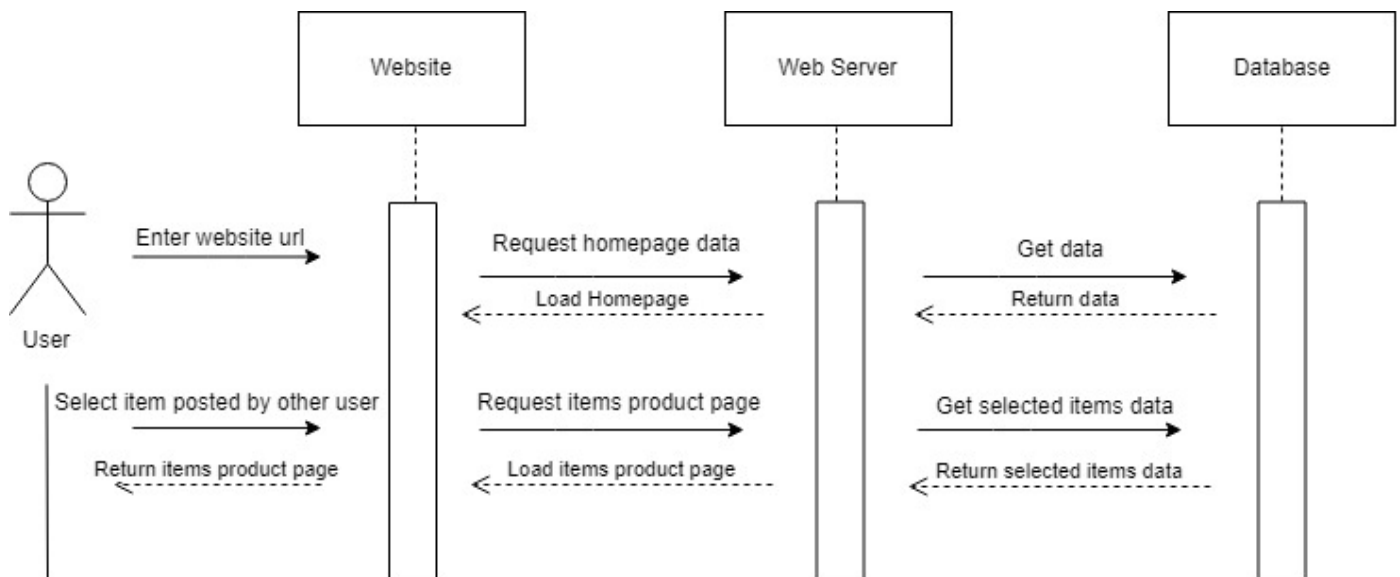 Website
Web Server
Database
Enter website url
Request homepage data
Get data
Load Homepage
Return data
User
Select item posted by other user
Request items product page
Get selected items data
Return items product page
Load items product page
Return selected items data